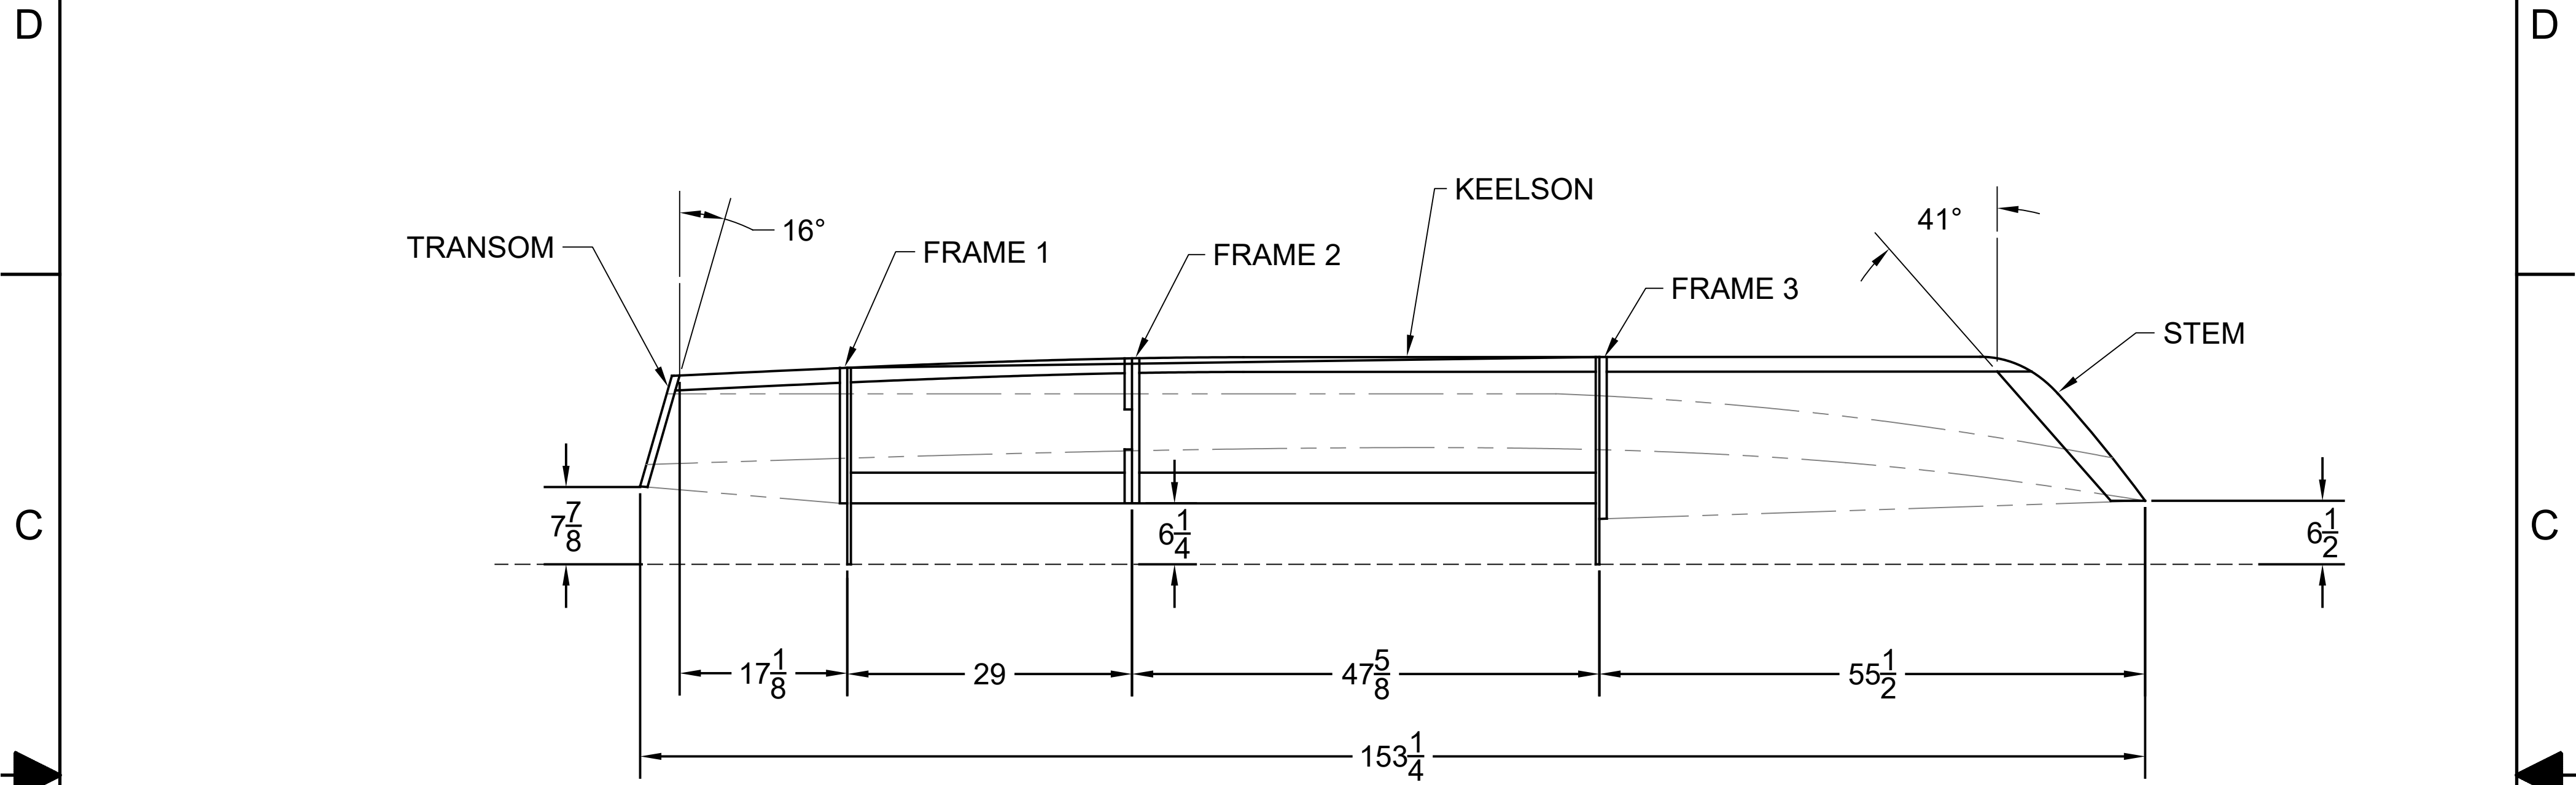 D D
KEELSON
41°
16°
TRANSOM FRAME 1 FRAME 2
FRAME 3
STEM
C 7 7/8 6 1/4 6 1/2 C
17 1/8 29 47 5/8 55 1/2
153 1/4